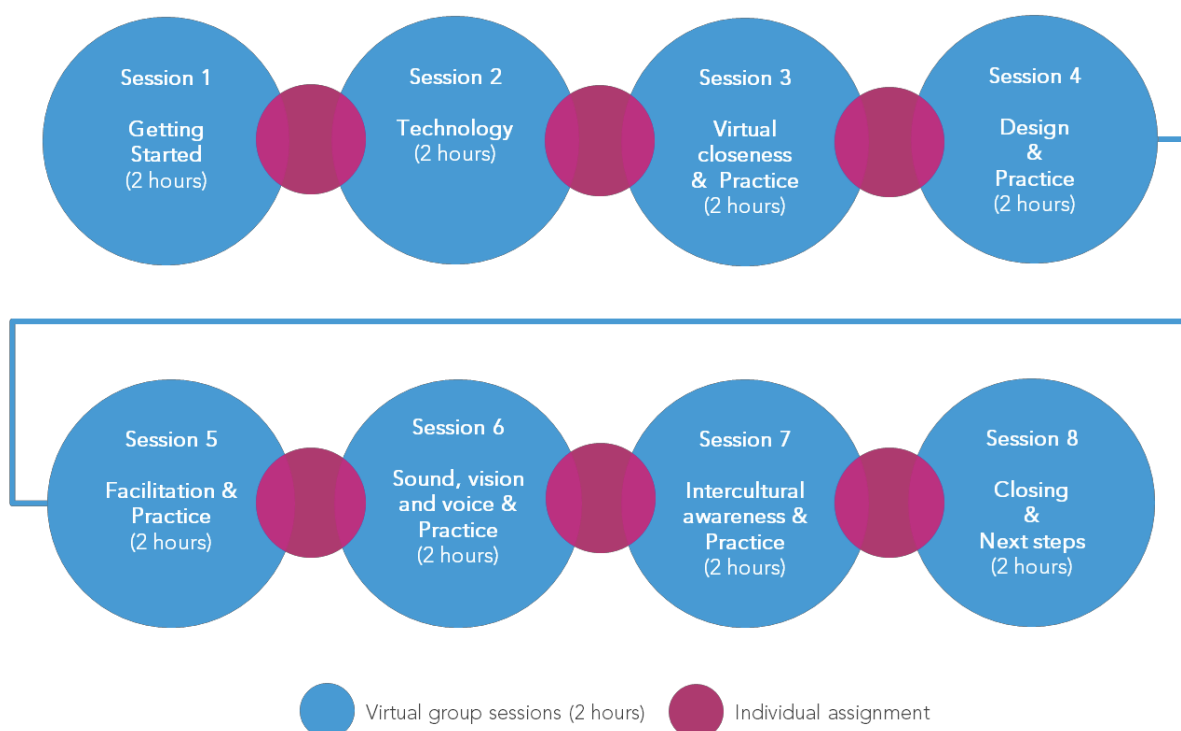 Session 1
Getting
Started
(2 hours)
Session 2
Technology
(2 hours)
Session 3
Virtual
closeness
& Practice
(2 hours)
Session 4
Design
&
Practice
(2 hours)
Session 5
Facilitation &
Practice
(2 hours)
Session 6
Sound, vision
and voice &
Practice
(2 hours)
Session 7
Intercultural
awareness &
Practice
(2 hours)
Session 8
Closing
&
Next steps
(2 hours)
Virtual group sessions (2 hours)
Individual assignment